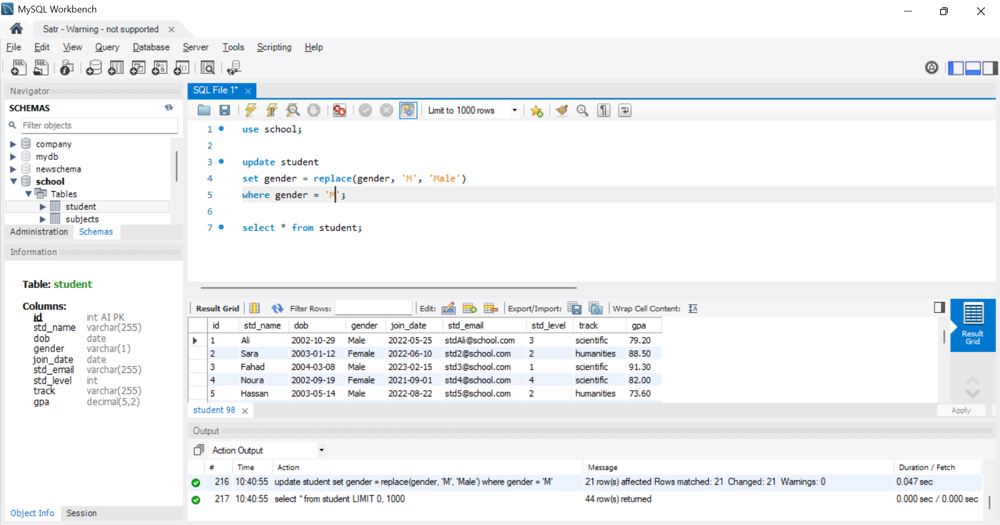 MySQL Workbench
Satr - Warning - not supported
File Edit View Query Database Server Tools Scripting Help
Navigator
SCHEMAS
Filter objects
company
mydb
newschema
school
Tables
student
subjects
Administration Schemas
Information
Table: student
Columns:
id int AI PK
std_name varchar(255)
dob date
gender varchar(1)
join_date date
std_email varchar(255)
std_level int
track varchar(255)
gpa decimal(5,2)
Object Info Session
SQL File 1*
Limit to 1000 rows
1 use school;
2
3 update student
4 set gender = replace(gender, 'M', 'Male')
5 where gender = 'M';
6
7 select * from student;
Result Grid Filter Rows: Edit: Export/Import: Wrap Cell Content:
id std_name dob gender join_date std_email std_level track gpa
1 Ali 2002-10-29 Male 2022-05-25 stdAli@school.com 3 scientific 79.20
2 Sara 2003-01-12 Female 2022-06-10 std2@school.com 2 humanities 88.50
3 Fahad 2004-03-08 Male 2023-02-15 std3@school.com 1 scientific 91.30
4 Noura 2002-09-19 Female 2021-09-01 std4@school.com 4 scientific 82.00
5 Hassan 2003-05-14 Male 2022-08-22 std5@school.com 2 humanities 73.60
Result
Grid
student 98
Apply
Output
Action Output
# Time Action Message Duration / Fetch
216 10:40:55 update student set gender = replace(gender, 'M', 'Male') where gender = 'M' 21 row(s) affected Rows matched: 21 Changed: 21 Warnings: 0 0.047 sec
217 10:40:55 select * from student LIMIT 0, 1000 44 row(s) returned 0.000 sec / 0.000 sec